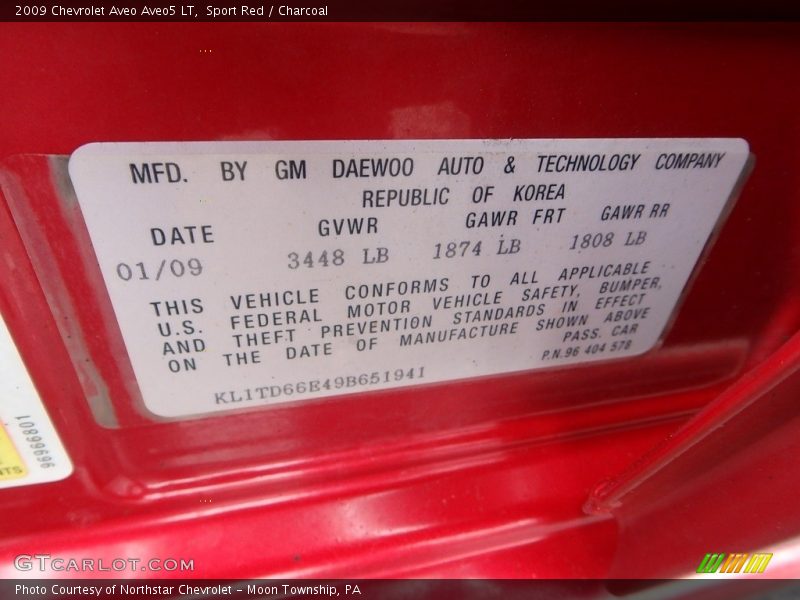 2009 Chevrolet Aveo Aveo5 LT, Sport Red / Charcoal
MFD. BY GM DAEWOO AUTO & TECHNOLOGY COMPANY
REPUBLIC OF KOREA
DATE GVWR GAWR FRT GAWR RR
01/09 3448 LB 1874 LB 1808 LB
THIS VEHICLE CONFORMS TO ALL APPLICABLE
U.S. FEDERAL MOTOR VEHICLE SAFETY, BUMPER,
AND THEFT PREVENTION STANDARDS IN EFFECT
ON THE DATE OF MANUFACTURE SHOWN ABOVE
PASS. CAR
P.N.96 404 578
KL1TD66E49B651941
GTCARLOT.COM
Photo Courtesy of Northstar Chevrolet - Moon Township, PA